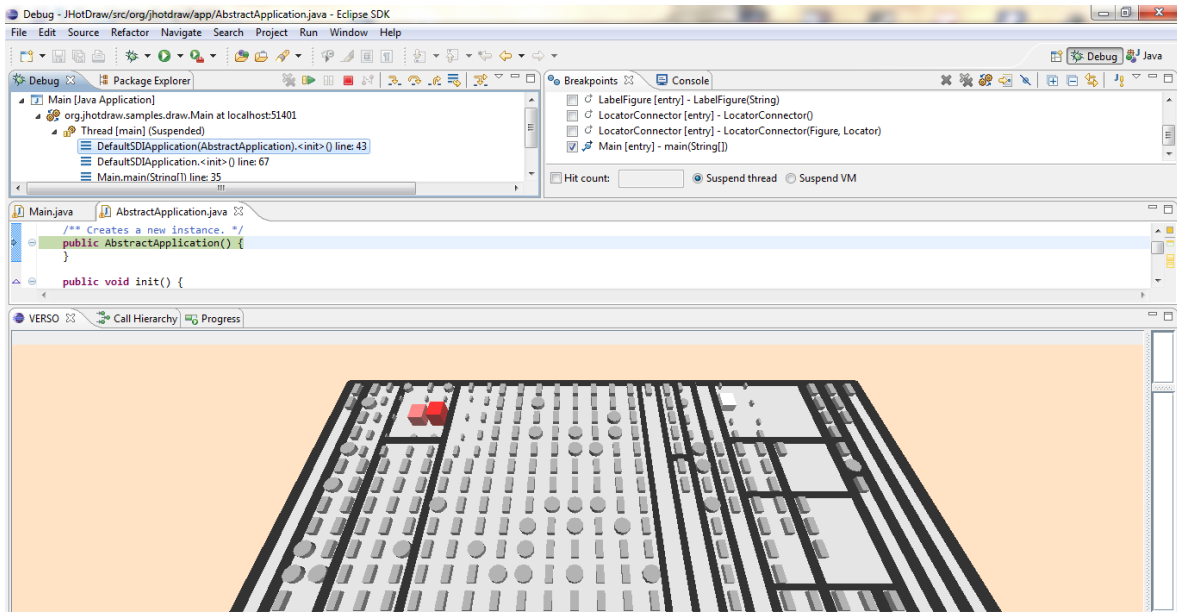 Debug - JHotDraw/src/org/jhotdraw/app/AbstractApplication.java - Eclipse SDK
File Edit Source Refactor Navigate Search Project Run Window Help
Debug Java
Debug Package Explorer
Main [Java Application]
org.jhotdraw.samples.draw.Main at localhost:51401
Thread [main] (Suspended)
DefaultSDIApplication(AbstractApplication).<init>() line: 43
DefaultSDIApplication.<init>() line: 67
Main.main(String[]) line: 35
Breakpoints Console
LabelFigure [entry] - LabelFigure(String)
LocatorConnector [entry] - LocatorConnector()
LocatorConnector [entry] - LocatorConnector(Figure, Locator)
Main [entry] - main(String[])
Hit count: Suspend thread Suspend VM
Main.java AbstractApplication.java
/** Creates a new instance. */
public AbstractApplication() {
}
public void init() {
VERSO Call Hierarchy Progress